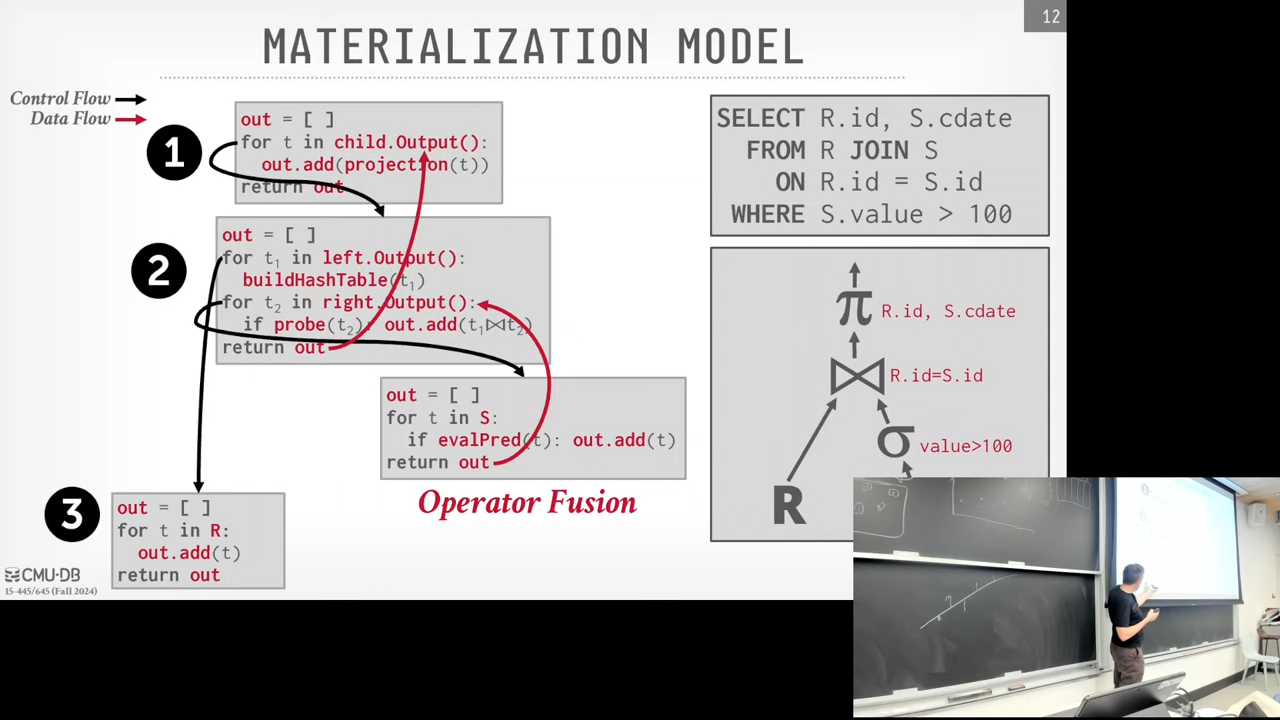 12
MATERIALIZATION MODEL
Control Flow
Data Flow
1
out = [ ]
for t in child.Output():
out.add(projection(t))
return out
2
out = [ ]
for t₁ in left.Output():
buildHashTable(t₁)
for t₂ in right.Output():
if probe(t₂): out.add(t₁⋈t₂)
return out
out = [ ]
for t in S:
if evalPred(t): out.add(t)
return out
Operator Fusion
3
out = [ ]
for t in R:
out.add(t)
return out
SELECT R.id, S.cdate
FROM R JOIN S
ON R.id = S.id
WHERE S.value > 100
π R.id, S.cdate
⋈ R.id=S.id
σ value>100
R
CMU·DB
15-445/645 (Fall 2024)